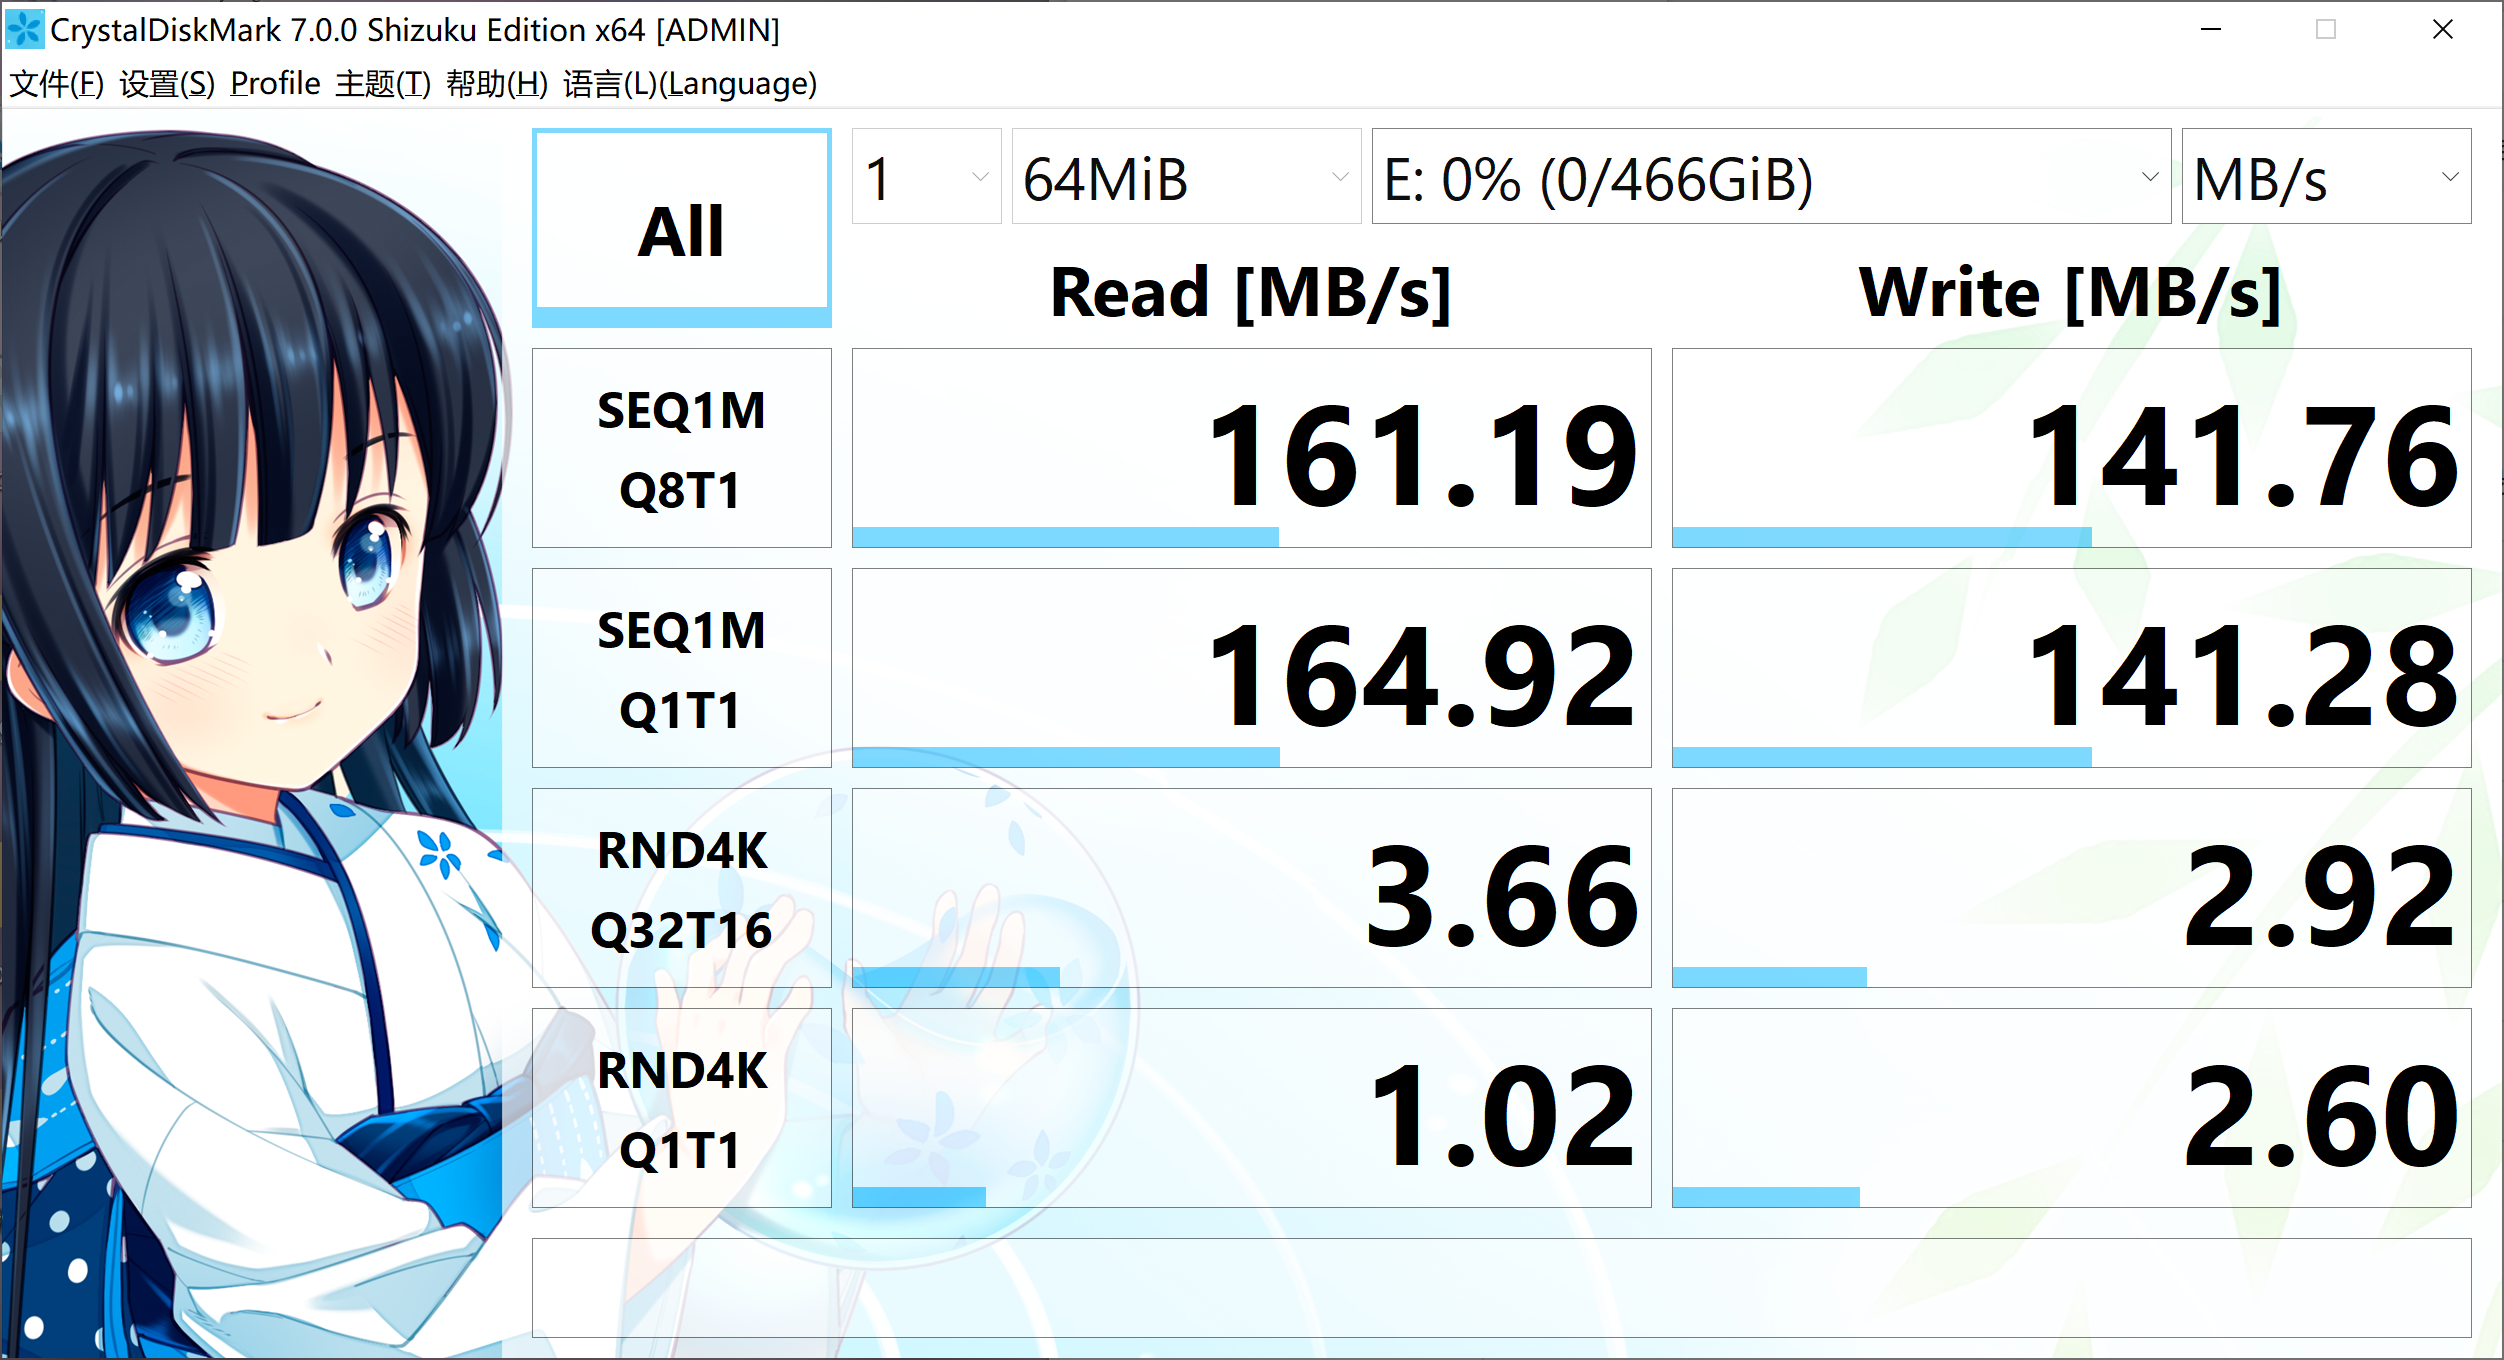 CrystalDiskMark 7.0.0 Shizuku Edition x64 [ADMIN]
文件(F) 设置(S) Profile 主题(T) 帮助(H) 语言(L)(Language)
All
1
64MiB
E: 0% (0/466GiB)
MB/s
Read [MB/s]
Write [MB/s]
SEQ1M
Q8T1
161.19
141.76
SEQ1M
Q1T1
164.92
141.28
RND4K
Q32T16
3.66
2.92
RND4K
Q1T1
1.02
2.60